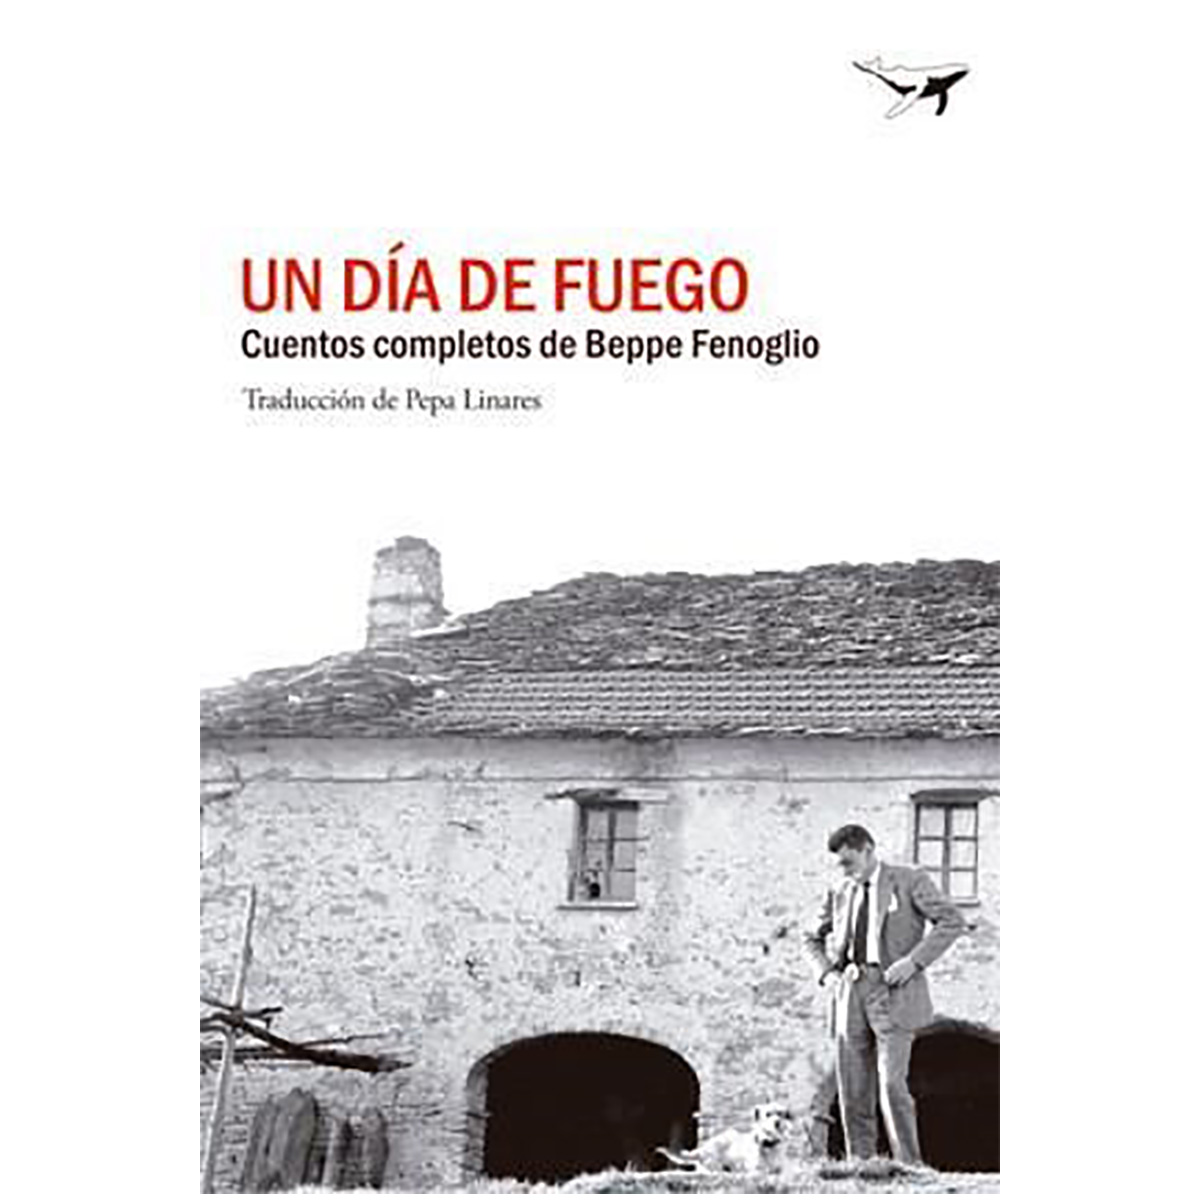 UN DÍA DE FUEGO
Cuentos completos de Beppe Fenoglio
Traducción de Pepa Linares